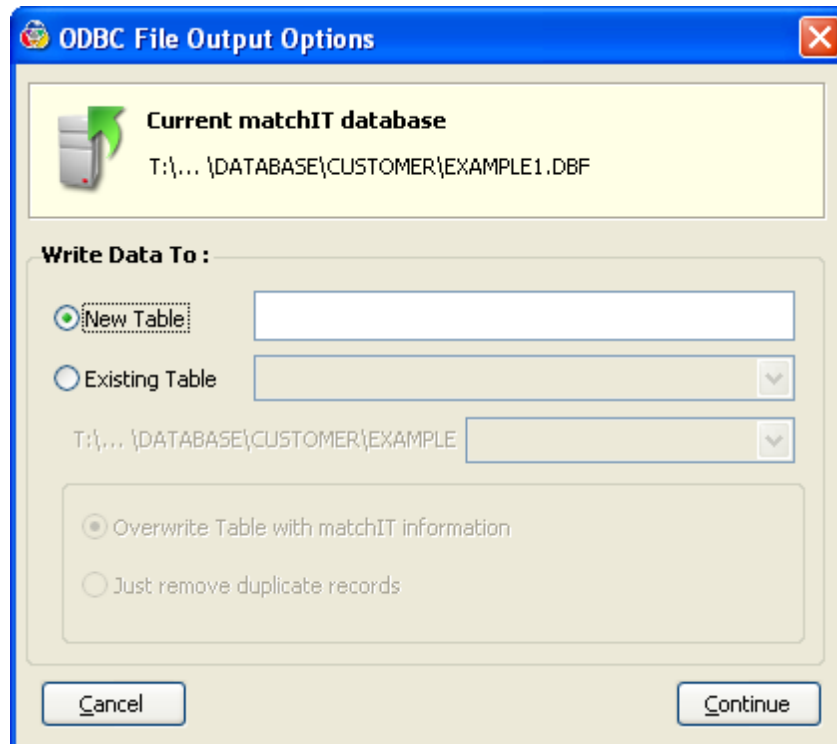 ODBC File Output Options
Current matchIT database
T:\... \DATABASE\CUSTOMER\EXAMPLE1.DBF
Write Data To :
New Table
Existing Table
T:\... \DATABASE\CUSTOMER\EXAMPLE
Overwrite Table with matchIT information
Just remove duplicate records
Cancel
Continue